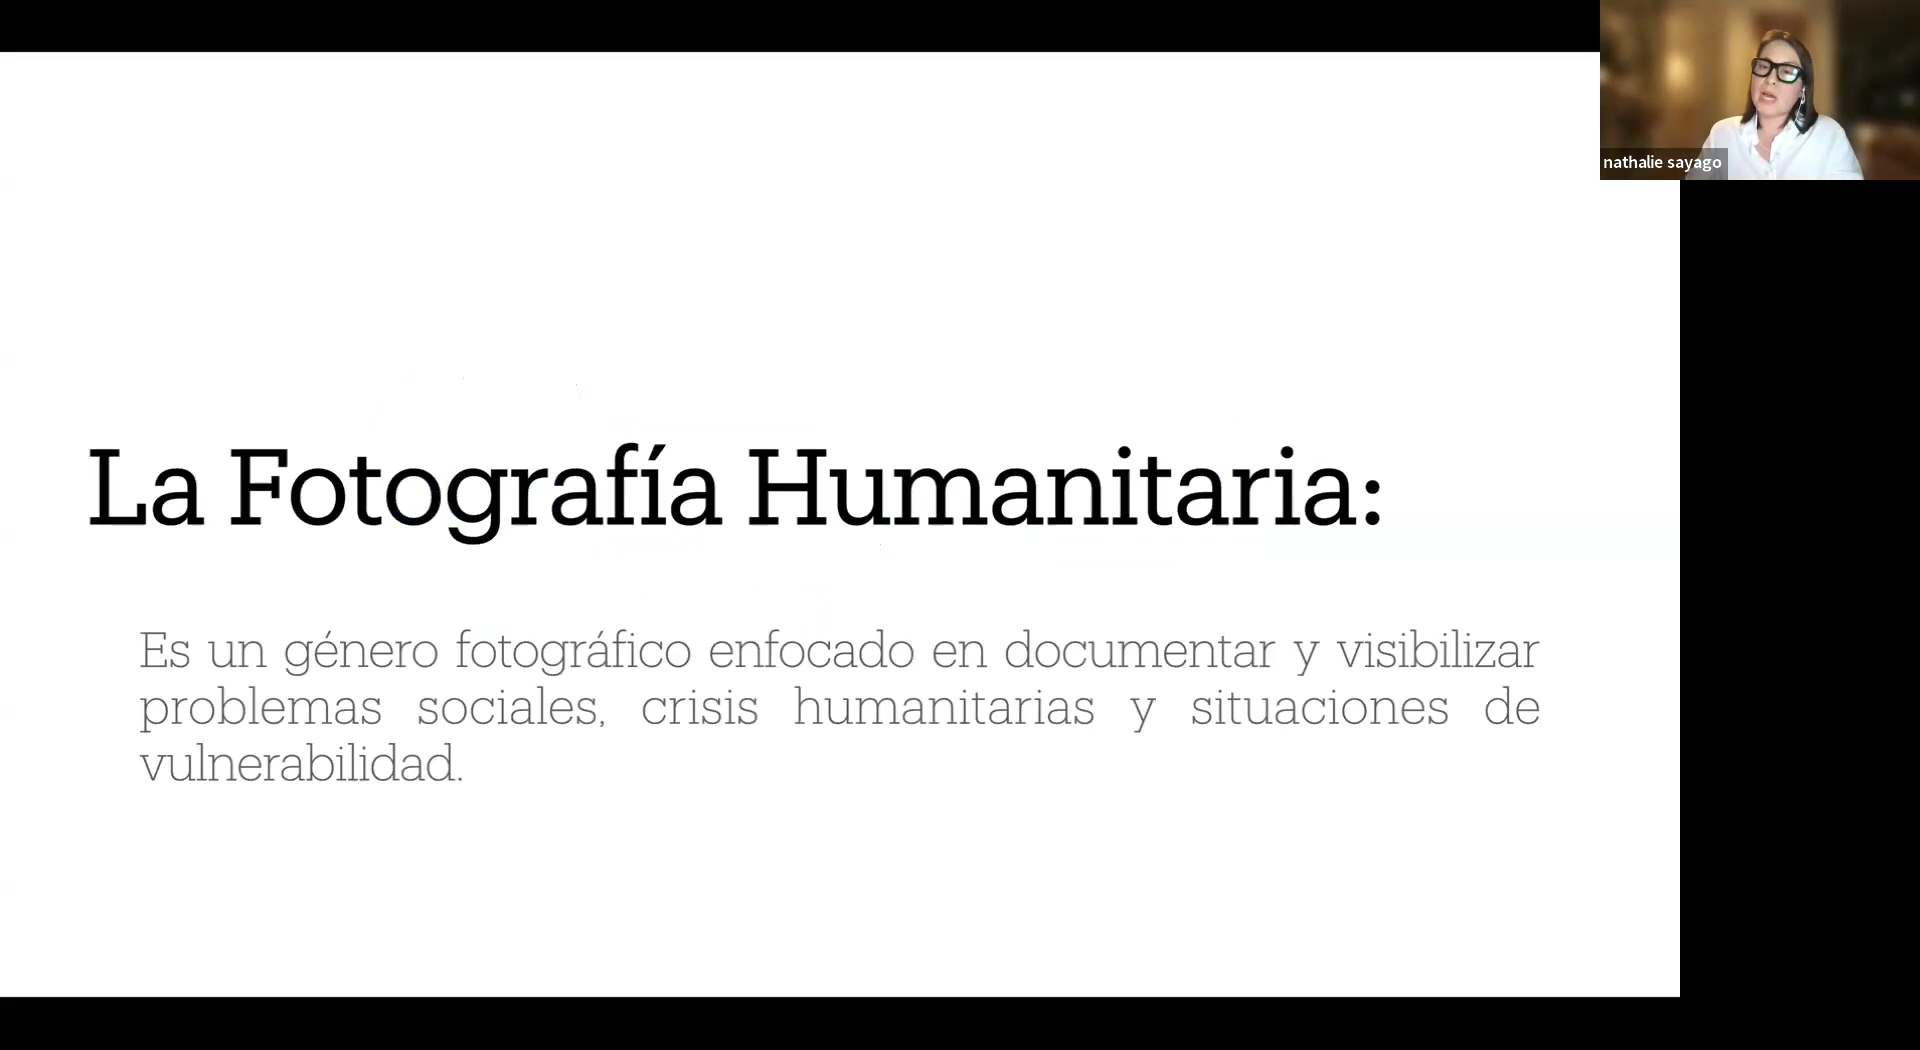 nathalie sayago
La Fotografía Humanitaria:
Es un género fotográfico enfocado en documentar y visibilizar
problemas sociales, crisis humanitarias y situaciones de
vulnerabilidad.